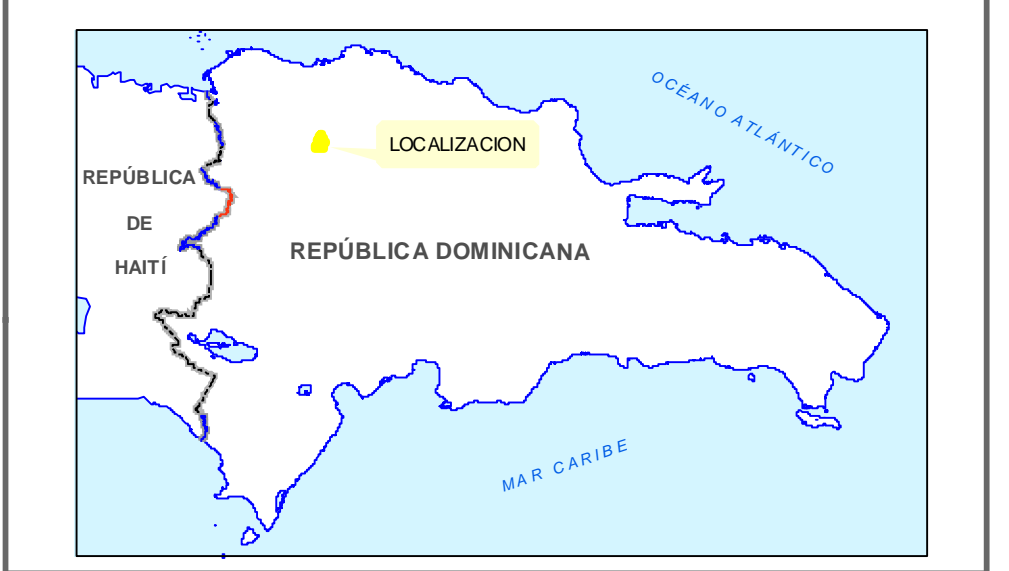 OCÉANO ATLÁNTICO
LOCALIZACION
REPÚBLICA
DE
HAITÍ
REPÚBLICA DOMINICANA
MAR CARIBE